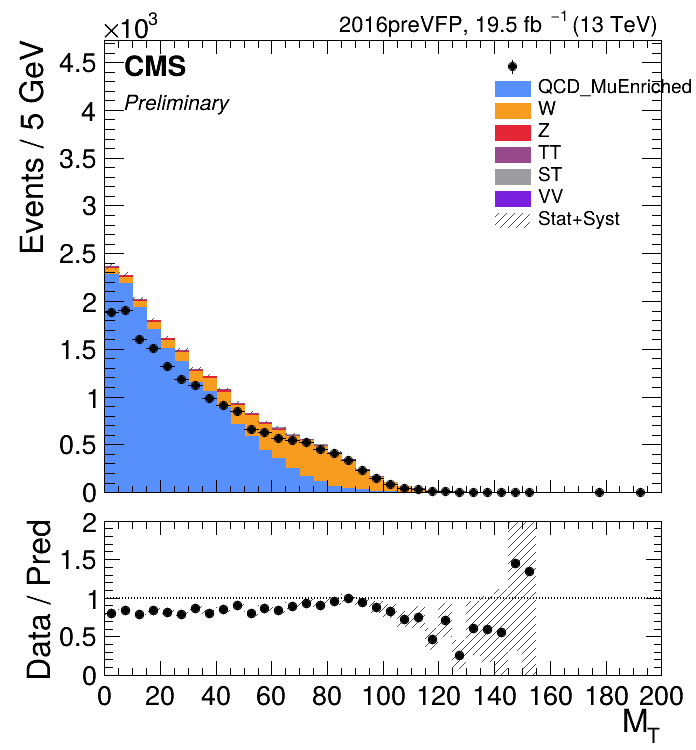 ×10³
2016preVFP, 19.5 fb ⁻¹ (13 TeV)
CMS
Preliminary
QCD_MuEnriched
W
Z
TT
ST
VV
Stat+Syst
Events / 5 GeV
4.5
4
3.5
3
2.5
2
1.5
1
0.5
0
Data / Pred
2
1.5
1
0.5
0
0 20 40 60 80 100 120 140 160 180 200
M_T